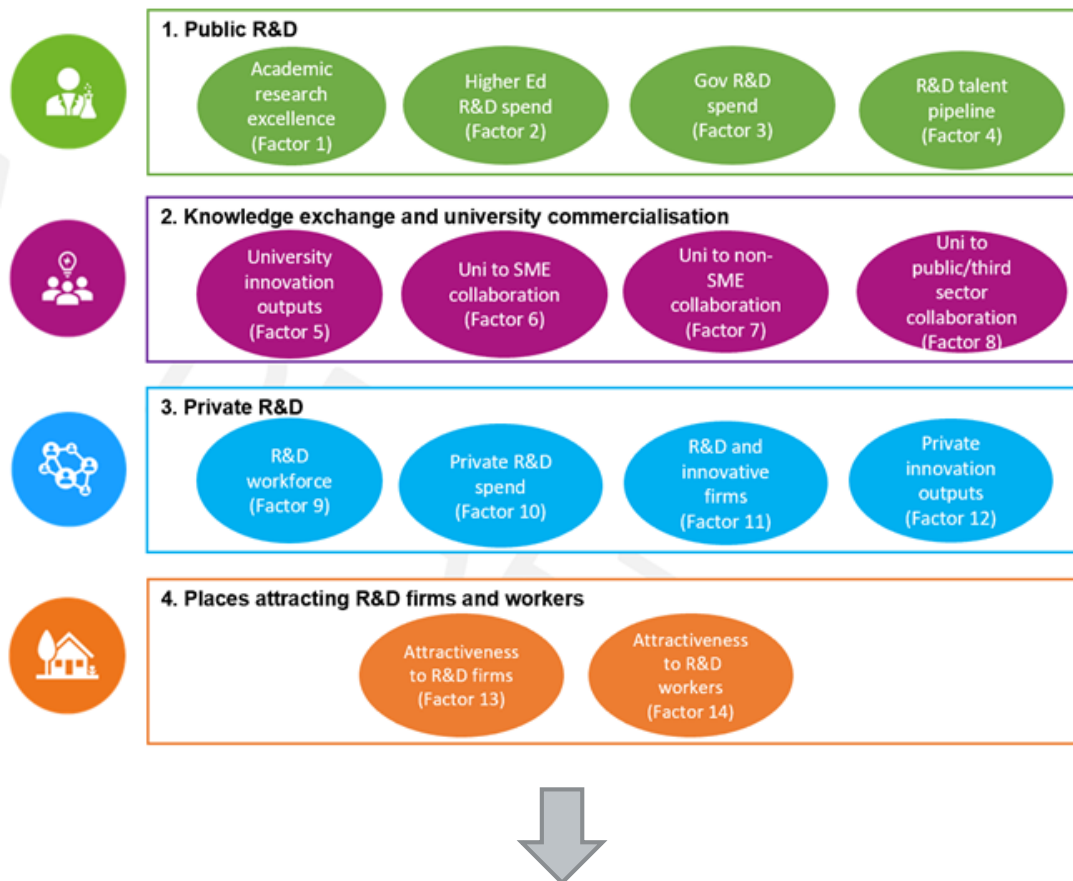 1. Public R&D
Academic
research
excellence
(Factor 1)
Higher Ed
R&D spend
(Factor 2)
Gov R&D
spend
(Factor 3)
R&D talent
pipeline
(Factor 4)
2. Knowledge exchange and university commercialisation
University
innovation
outputs
(Factor 5)
Uni to SME
collaboration
(Factor 6)
Uni to non-
SME
collaboration
(Factor 7)
Uni to
public/third
sector
collaboration
(Factor 8)
3. Private R&D
R&D
workforce
(Factor 9)
Private R&D
spend
(Factor 10)
R&D and
innovative
firms
(Factor 11)
Private
innovation
outputs
(Factor 12)
4. Places attracting R&D firms and workers
Attractiveness
to R&D firms
(Factor 13)
Attractiveness
to R&D
workers
(Factor 14)